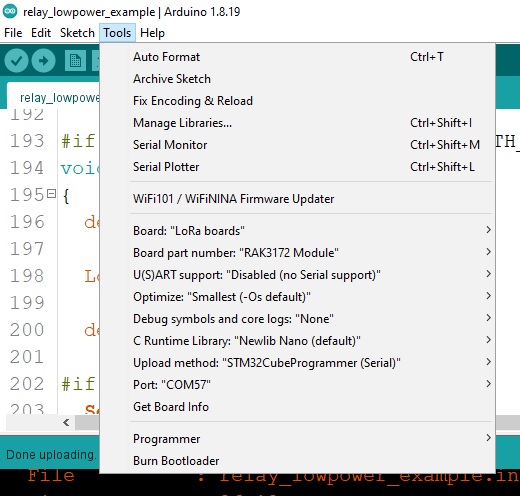 relay_lowpower_example | Arduino 1.8.19
File Edit Sketch Tools Help
relay_lowpowe
Auto Format Ctrl+T
Archive Sketch
Fix Encoding & Reload
Manage Libraries... Ctrl+Shift+I
Serial Monitor Ctrl+Shift+M
Serial Plotter Ctrl+Shift+L
WiFi101 / WiFiNINA Firmware Updater
Board: "LoRa boards"
Board part number: "RAK3172 Module"
U(S)ART support: "Disabled (no Serial support)"
Optimize: "Smallest (-Os default)"
Debug symbols and core logs: "None"
C Runtime Library: "Newlib Nano (default)"
Upload method: "STM32CubeProgrammer (Serial)"
Port: "COM57"
Get Board Info
Programmer
Burn Bootloader
192
193 #if TH_
194 voi
195 {
196 de
197
198 Lo
199
200 de
201
202 #if
203 Se
Done uploading.
File : relay_lowpower_example.in